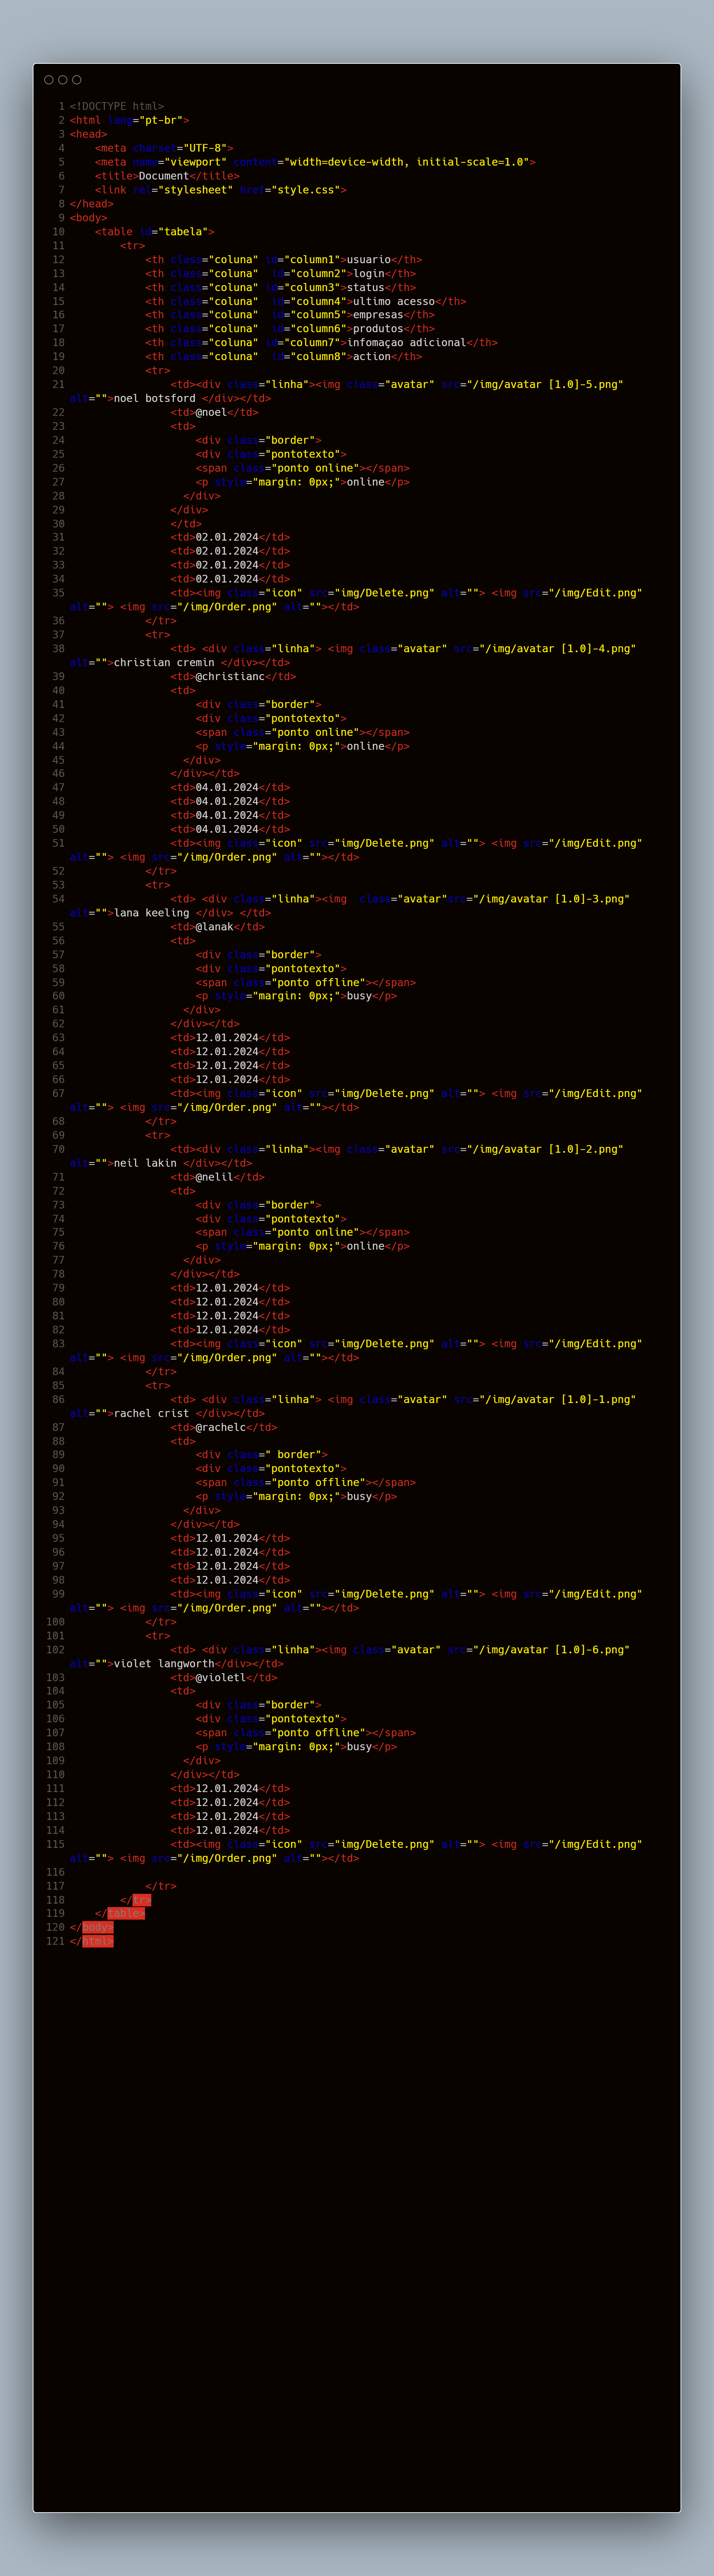 1 <!DOCTYPE html>
2 <html lang="pt-br">
3 <head>
4     <meta charset="UTF-8">
5     <meta name="viewport" content="width=device-width, initial-scale=1.0">
6     <title>Document</title>
7     <link rel="stylesheet" href="style.css">
8 </head>
9 <body>
10     <table id="tabela">
11         <tr>
12             <th class="coluna" id="column1">usuario</th>
13             <th class="coluna"  id="column2">login</th>
14             <th class="coluna"  id="column3">status</th>
15             <th class="coluna"  id="column4">ultimo acesso</th>
16             <th class="coluna"  id="column5">empresas</th>
17             <th class="coluna"  id="column6">produtos</th>
18             <th class="coluna" id="column7">infomaçao adicional</th>
19             <th class="coluna"  id="column8">action</th>
20             <tr>
21                 <td><div class="linha"><img class="avatar" src="/img/avatar [1.0]-5.png"
alt="">noel botsford </div></td>
22                 <td>@noel</td>
23                 <td>
24                     <div class="border">
25                     <div class="pontotexto">
26                     <span class="ponto online"></span>
27                     <p style="margin: 0px;">online</p>
28                   </div>
29                 </div>
30                 </td>
31                 <td>02.01.2024</td>
32                 <td>02.01.2024</td>
33                 <td>02.01.2024</td>
34                 <td>02.01.2024</td>
35                 <td><img class="icon" src="img/Delete.png" alt=""> <img src="/img/Edit.png"
alt=""> <img src="/img/Order.png" alt=""></td>
36             </tr>
37             <tr>
38                 <td> <div class="linha"> <img class="avatar" src="/img/avatar [1.0]-4.png"
alt="">christian cremin </div></td>
39                 <td>@christianc</td>
40                 <td>
41                     <div class="border">
42                     <div class="pontotexto">
43                     <span class="ponto online"></span>
44                     <p style="margin: 0px;">online</p>
45                   </div>
46                 </div></td>
47                 <td>04.01.2024</td>
48                 <td>04.01.2024</td>
49                 <td>04.01.2024</td>
50                 <td>04.01.2024</td>
51                 <td><img class="icon" src="img/Delete.png" alt=""> <img src="/img/Edit.png"
alt=""> <img src="/img/Order.png" alt=""></td>
52             </tr>
53             <tr>
54                 <td> <div class="linha"><img  class="avatar"src="/img/avatar [1.0]-3.png"
alt="">lana keeling </div> </td>
55                 <td>@lanak</td>
56                 <td>
57                     <div class="border">
58                     <div class="pontotexto">
59                     <span class="ponto offline"></span>
60                     <p style="margin: 0px;">busy</p>
61                   </div>
62                 </div></td>
63                 <td>12.01.2024</td>
64                 <td>12.01.2024</td>
65                 <td>12.01.2024</td>
66                 <td>12.01.2024</td>
67                 <td><img class="icon" src="img/Delete.png" alt=""> <img src="/img/Edit.png"
alt=""> <img src="/img/Order.png" alt=""></td>
68             </tr>
69             <tr>
70                 <td><div class="linha"><img class="avatar" src="/img/avatar [1.0]-2.png"
alt="">neil lakin </div></td>
71                 <td>@nelil</td>
72                 <td>
73                     <div class="border">
74                     <div class="pontotexto">
75                     <span class="ponto online"></span>
76                     <p style="margin: 0px;">online</p>
77                   </div>
78                 </div></td>
79                 <td>12.01.2024</td>
80                 <td>12.01.2024</td>
81                 <td>12.01.2024</td>
82                 <td>12.01.2024</td>
83                 <td><img class="icon" src="img/Delete.png" alt=""> <img src="/img/Edit.png"
alt=""> <img src="/img/Order.png" alt=""></td>
84             </tr>
85             <tr>
86                 <td> <div class="linha"> <img class="avatar" src="/img/avatar [1.0]-1.png"
alt="">rachel crist </div></td>
87                 <td>@rachelc</td>
88                 <td>
89                     <div class=" border">
90                     <div class="pontotexto">
91                     <span class="ponto offline"></span>
92                     <p style="margin: 0px;">busy</p>
93                   </div>
94                 </div></td>
95                 <td>12.01.2024</td>
96                 <td>12.01.2024</td>
97                 <td>12.01.2024</td>
98                 <td>12.01.2024</td>
99                 <td><img class="icon" src="img/Delete.png" alt=""> <img src="/img/Edit.png"
alt=""> <img src="/img/Order.png" alt=""></td>
100             </tr>
101             <tr>
102                 <td> <div class="linha"><img class="avatar" src="/img/avatar [1.0]-6.png"
alt="">violet langworth</div></td>
103                 <td>@violetl</td>
104                 <td>
105                     <div class="border">
106                     <div class="pontotexto">
107                     <span class="ponto offline"></span>
108                     <p style="margin: 0px;">busy</p>
109                   </div>
110                 </div></td>
111                 <td>12.01.2024</td>
112                 <td>12.01.2024</td>
113                 <td>12.01.2024</td>
114                 <td>12.01.2024</td>
115                 <td><img class="icon" src="img/Delete.png" alt=""> <img src="/img/Edit.png"
alt=""> <img src="/img/Order.png" alt=""></td>
116
117             </tr>
118         </tr>
119     </table>
120 </body>
121 </html>